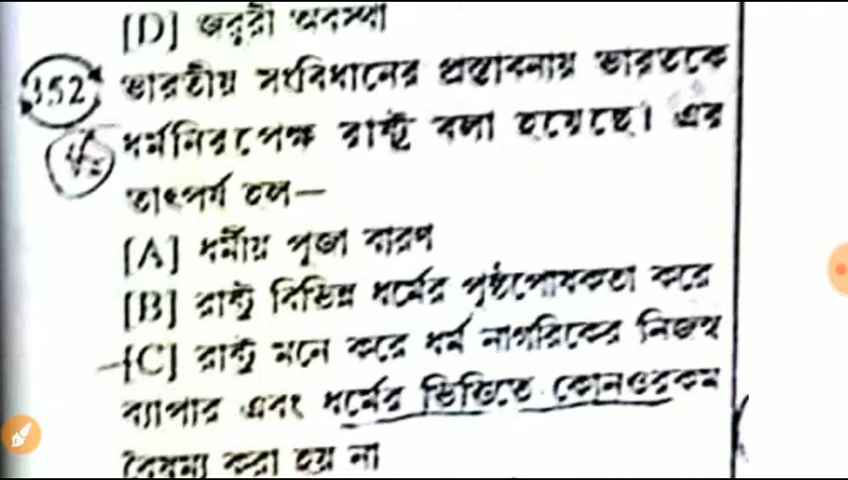 [D] জরুরী অবস্থা
352 ভারতীয় সংবিধানের প্রস্তাবনায় ভারতকে
ধর্মনিরপেক্ষ রাষ্ট্র বলা হয়েছে। এর
তাৎপর্য হল—
[A] ধর্মীয় পূজা বারণ
[B] রাষ্ট্র বিভিন্ন ধর্মের পৃষ্ঠপোষকতা করে
[C] রাষ্ট্র মনে করে ধর্ম নাগরিকের নিজস্ব
ব্যাপার এবং ধর্মের ভিত্তিতে কোনওরকম
বৈষম্য করা হয় না